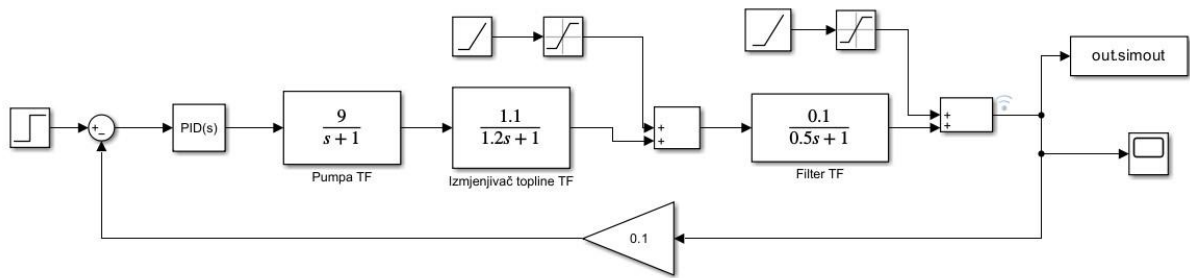 out.simout
+
−
PID(s)
9
s + 1
Pumpa TF
1.1
1.2s + 1
Izmjenjivač topline TF
+
+
0.1
0.5s + 1
Filter TF
+
+
0.1